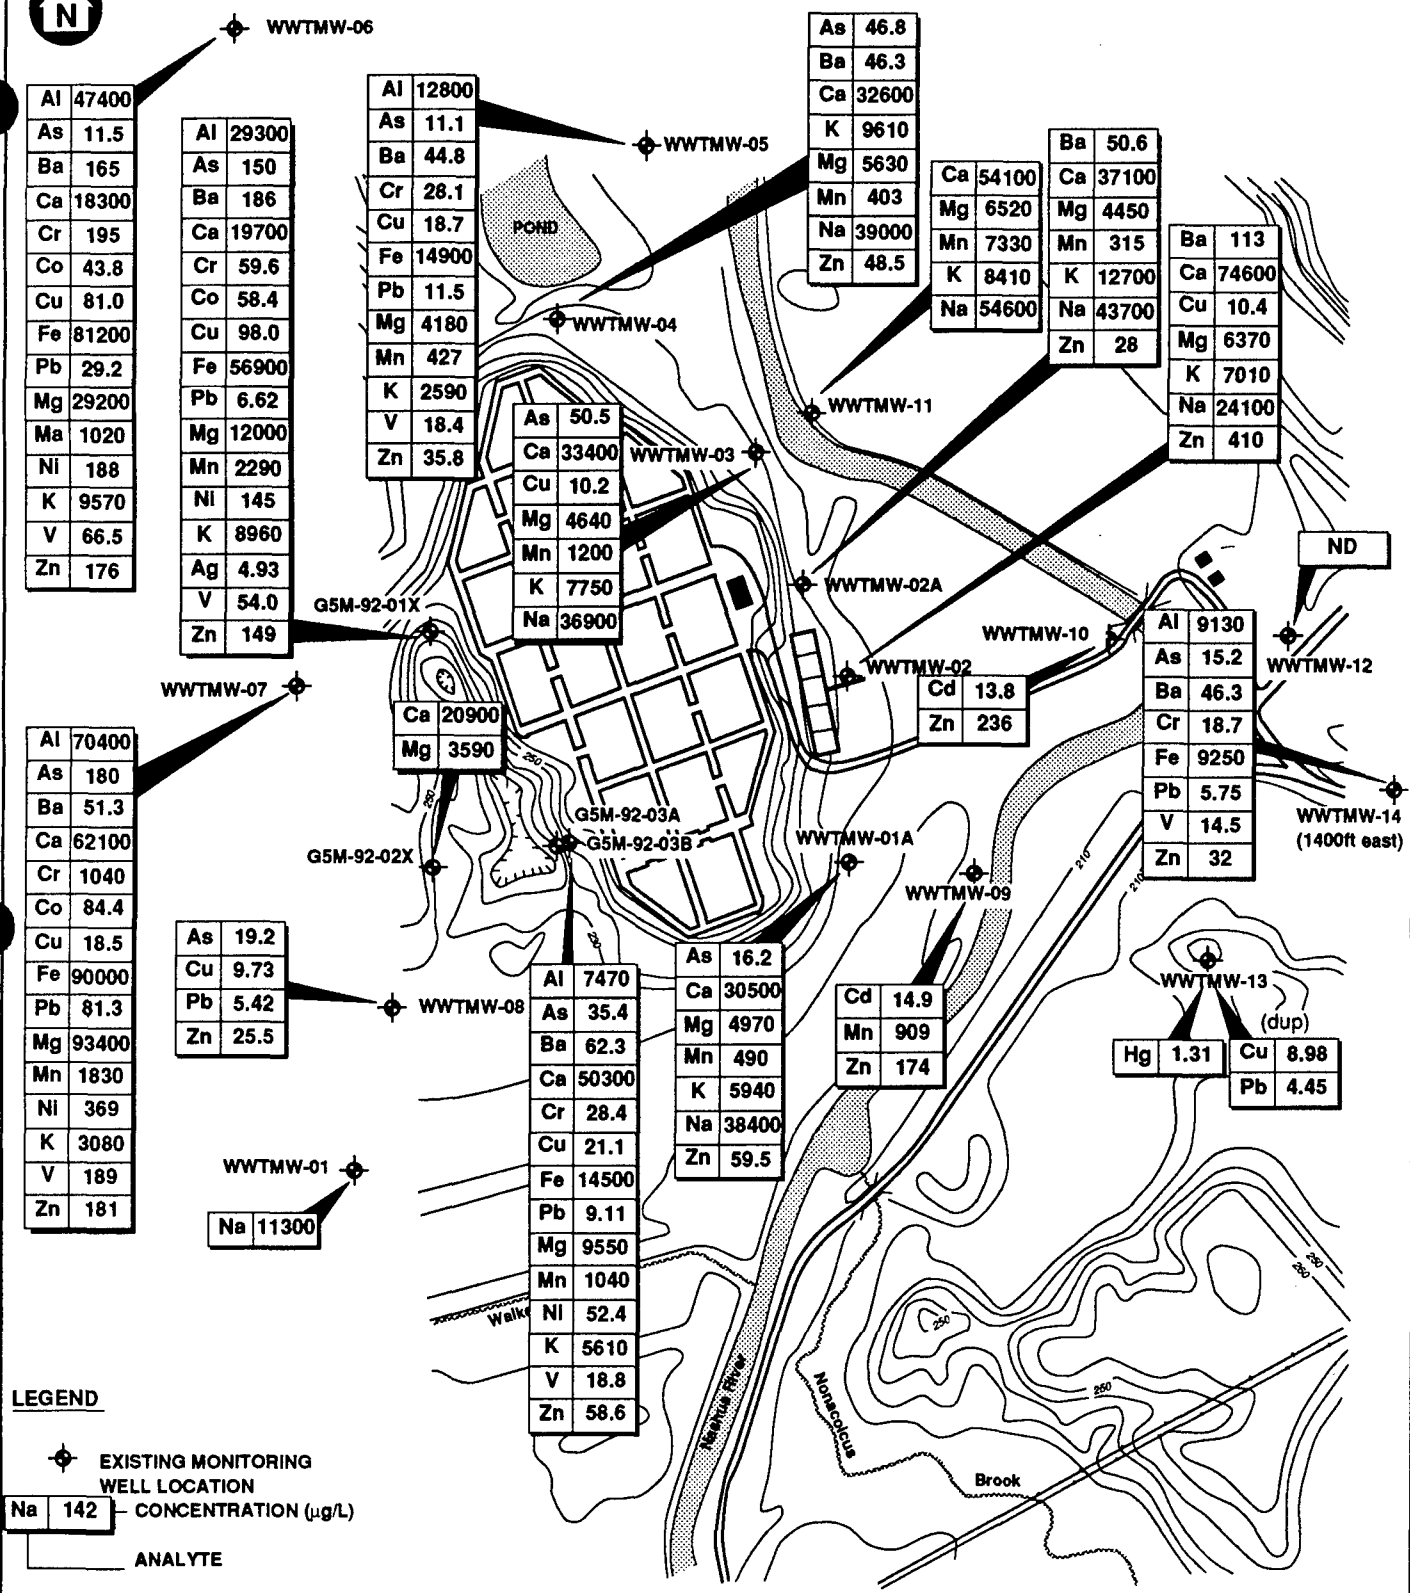 N
WWTMW-06
Al 47400
As 11.5
Ba 165
Ca 18300
Cr 195
Co 43.8
Cu 81.0
Fe 81200
Pb 29.2
Mg 29200
Ma 1020
Ni 188
K 9570
V 66.5
Zn 176
Al 29300
As 150
Ba 186
Ca 19700
Cr 59.6
Co 58.4
Cu 98.0
Fe 56900
Pb 6.62
Mg 12000
Mn 2290
Ni 145
K 8960
Ag 4.93
V 54.0
Zn 149
G5M-92-01X
Al 12800
As 11.1
Ba 44.8
Cr 28.1
Cu 18.7
Fe 14900
Pb 11.5
Mg 4180
Mn 427
K 2590
V 18.4
Zn 35.8
WWTMW-05
POND
As 46.8
Ba 46.3
Ca 32600
K 9610
Mg 5630
Mn 403
Na 39000
Zn 48.5
WWTMW-04
Ca 54100
Mg 6520
Mn 7330
K 8410
Na 54600
WWTMW-11
Ba 50.6
Ca 37100
Mg 4450
Mn 315
K 12700
Na 43700
Zn 28
WWTMW-02A
Ba 113
Ca 74600
Cu 10.4
Mg 6370
K 7010
Na 24100
Zn 410
WWTMW-02
As 50.5
Ca 33400
Cu 10.2
Mg 4640
Mn 1200
K 7750
Na 36900
WWTMW-03
ND
WWTMW-12
WWTMW-10
Cd 13.8
Zn 236
Al 9130
As 15.2
Ba 46.3
Cr 18.7
Fe 9250
Pb 5.75
V 14.5
Zn 32
WWTMW-14
(1400ft east)
WWTMW-07
Al 70400
As 180
Ba 51.3
Ca 62100
Cr 1040
Co 84.4
Cu 18.5
Fe 90000
Pb 81.3
Mg 93400
Mn 1830
Ni 369
K 3080
V 189
Zn 181
Ca 20900
Mg 3590
250
250
G5M-92-02X
G5M-92-03A
G5M-92-03B
230
WWTMW-01A
WWTMW-09
210
210
As 19.2
Cu 9.73
Pb 5.42
Zn 25.5
WWTMW-08
Al 7470
As 35.4
Ba 62.3
Ca 50300
Cr 28.4
Cu 21.1
Fe 14500
Pb 9.11
Mg 9550
Mn 1040
Ni 52.4
K 5610
V 18.8
Zn 58.6
As 16.2
Ca 30500
Mg 4970
Mn 490
K 5940
Na 38400
Zn 59.5
Cd 14.9
Mn 909
Zn 174
WWTMW-13
(dup)
Hg 1.31
Cu 8.98
Pb 4.45
WWTMW-01
Na 11300
Walke
Nashua River
Nonacoicus
Brook
250
250
250
250
LEGEND
EXISTING MONITORING
WELL LOCATION
Na 142 CONCENTRATION (µg/L)
ANALYTE